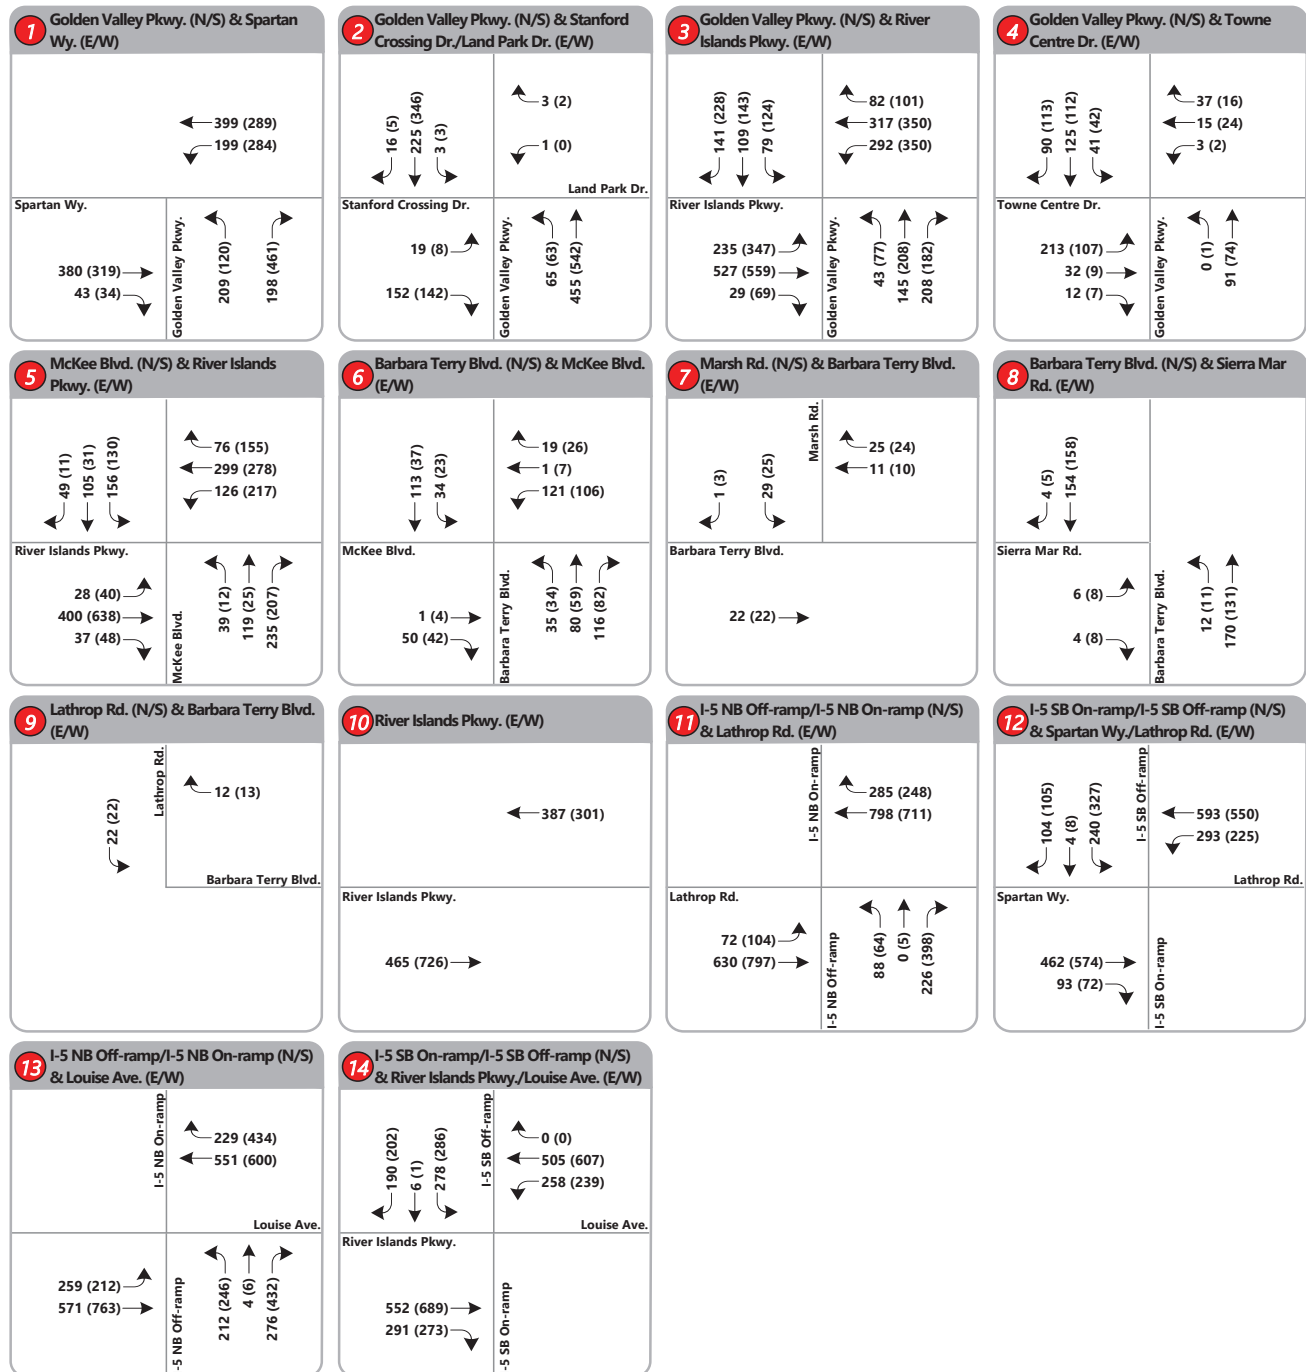 1
Golden Valley Pkwy. (N/S) & Spartan
Wy. (E/W)
399 (289)
199 (284)
Spartan Wy.
380 (319)
43 (34)
Golden Valley Pkwy.
209 (120)
198 (461)
2
Golden Valley Pkwy. (N/S) & Stanford
Crossing Dr./Land Park Dr. (E/W)
16 (5)
225 (346)
3 (3)
3 (2)
1 (0)
Land Park Dr.
Stanford Crossing Dr.
19 (8)
152 (142)
Golden Valley Pkwy.
65 (63)
455 (542)
3
Golden Valley Pkwy. (N/S) & River
Islands Pkwy. (E/W)
141 (228)
109 (143)
79 (124)
82 (101)
317 (350)
292 (350)
River Islands Pkwy.
235 (347)
527 (559)
29 (69)
Golden Valley Pkwy.
43 (77)
145 (208)
208 (182)
4
Golden Valley Pkwy. (N/S) & Towne
Centre Dr. (E/W)
90 (113)
125 (112)
41 (42)
37 (16)
15 (24)
3 (2)
Towne Centre Dr.
213 (107)
32 (9)
12 (7)
Golden Valley Pkwy.
0 (1)
91 (74)
5
McKee Blvd. (N/S) & River Islands
Pkwy. (E/W)
49 (11)
105 (31)
156 (130)
76 (155)
299 (278)
126 (217)
River Islands Pkwy.
28 (40)
400 (638)
37 (48)
McKee Blvd.
39 (12)
119 (25)
235 (207)
6
Barbara Terry Blvd. (N/S) & McKee Blvd.
(E/W)
113 (37)
34 (23)
19 (26)
1 (7)
121 (106)
McKee Blvd.
1 (4)
50 (42)
Barbara Terry Blvd.
35 (34)
80 (59)
116 (82)
7
Marsh Rd. (N/S) & Barbara Terry Blvd.
(E/W)
1 (3)
29 (25)
Marsh Rd.
25 (24)
11 (10)
Barbara Terry Blvd.
22 (22)
8
Barbara Terry Blvd. (N/S) & Sierra Mar
Rd. (E/W)
4 (5)
154 (158)
Sierra Mar Rd.
6 (8)
4 (8)
Barbara Terry Blvd.
12 (11)
170 (131)
9
Lathrop Rd. (N/S) & Barbara Terry Blvd.
(E/W)
22 (22)
Lathrop Rd.
12 (13)
Barbara Terry Blvd.
10
River Islands Pkwy. (E/W)
387 (301)
River Islands Pkwy.
465 (726)
11
I-5 NB Off-ramp/I-5 NB On-ramp (N/S)
& Lathrop Rd. (E/W)
I-5 NB On-ramp
285 (248)
798 (711)
Lathrop Rd.
72 (104)
630 (797)
I-5 NB Off-ramp
88 (64)
0 (5)
226 (398)
12
I-5 SB On-ramp/I-5 SB Off-ramp (N/S)
& Spartan Wy./Lathrop Rd. (E/W)
104 (105)
4 (8)
240 (327)
I-5 SB Off-ramp
593 (550)
293 (225)
Lathrop Rd.
Spartan Wy.
462 (574)
93 (72)
I-5 SB On-ramp
13
I-5 NB Off-ramp/I-5 NB On-ramp (N/S)
& Louise Ave. (E/W)
I-5 NB On-ramp
229 (434)
551 (600)
Louise Ave.
259 (212)
571 (763)
-5 NB Off-ramp
212 (246)
4 (6)
276 (432)
14
I-5 SB On-ramp/I-5 SB Off-ramp (N/S)
& River Islands Pkwy./Louise Ave. (E/W)
190 (202)
6 (1)
278 (286)
I-5 SB Off-ramp
0 (0)
505 (607)
258 (239)
Louise Ave.
River Islands Pkwy.
552 (689)
291 (273)
-5 SB On-ramp